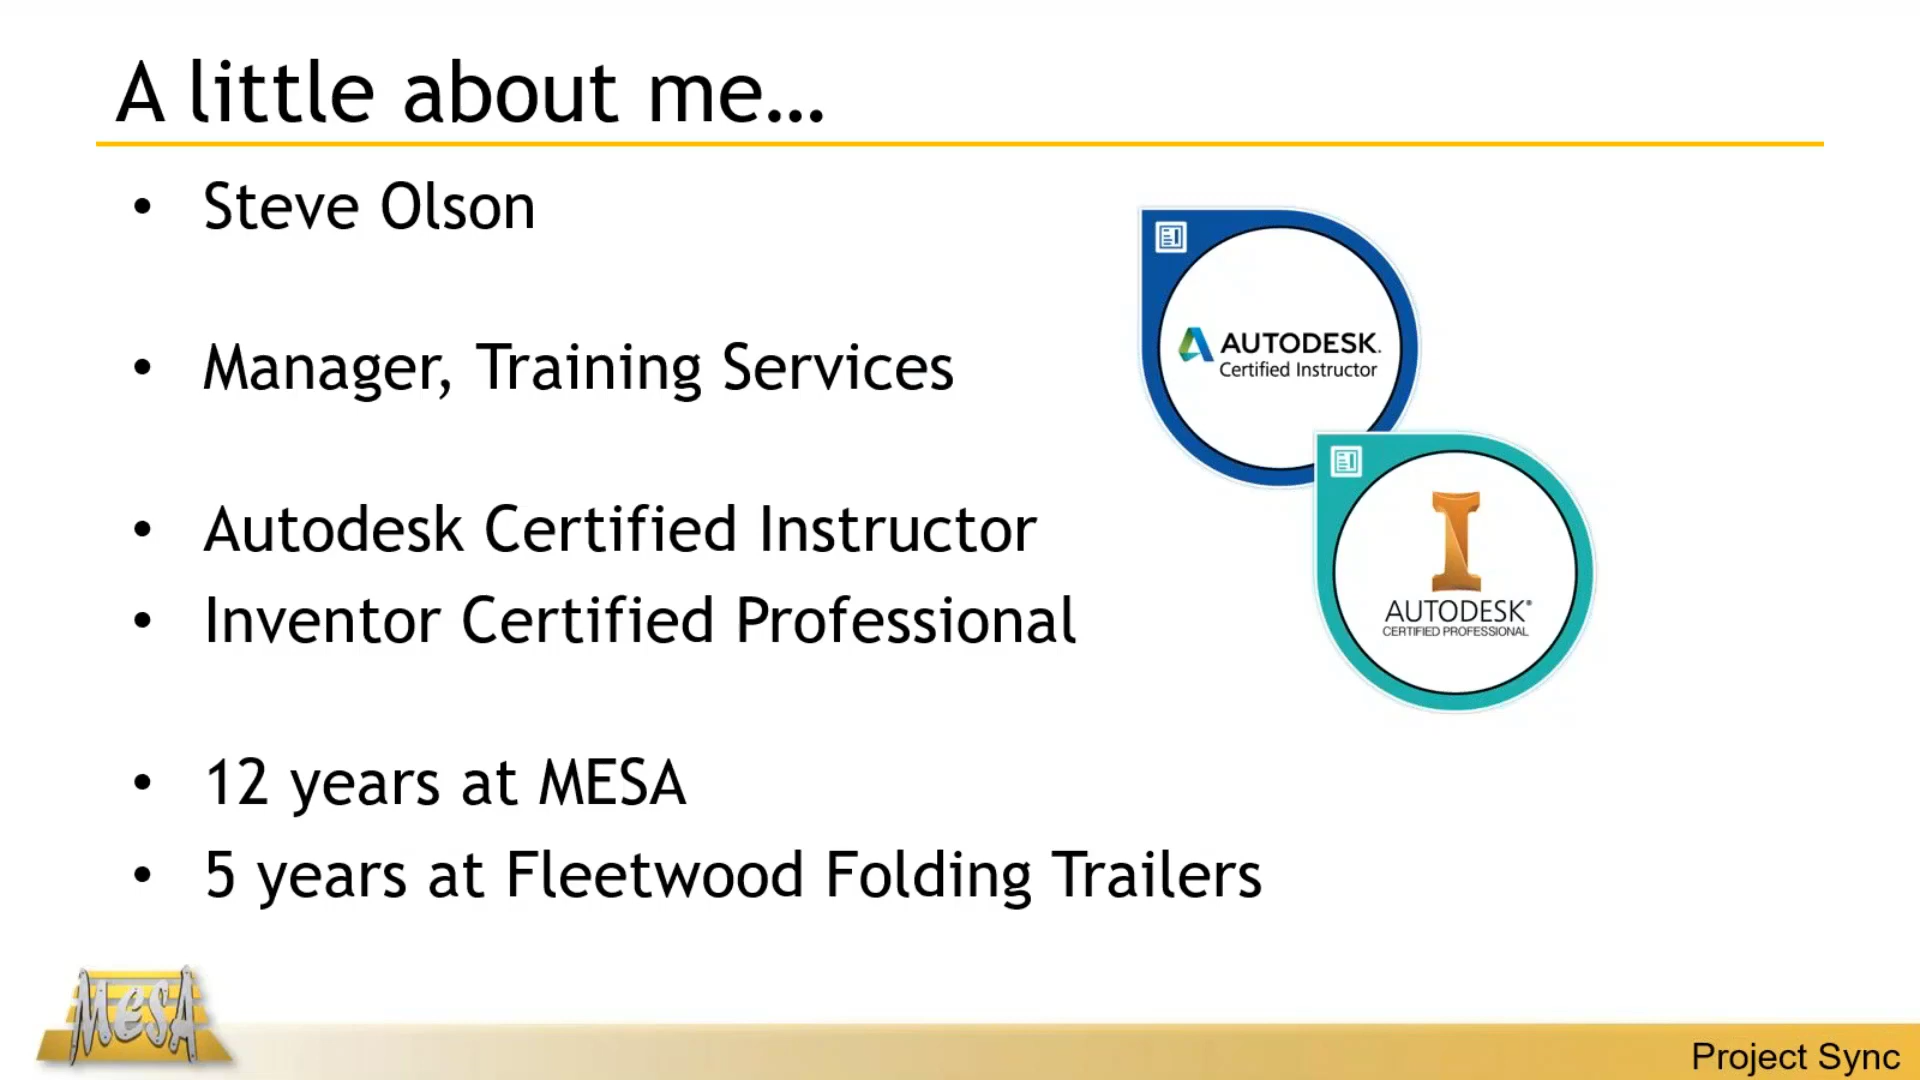 A little about me…
• Steve Olson
• Manager, Training Services
• Autodesk Certified Instructor
• Inventor Certified Professional
• 12 years at MESA
• 5 years at Fleetwood Folding Trailers
AUTODESK.
Certified Instructor
AUTODESK®
CERTIFIED PROFESSIONAL
MESA
Project Sync